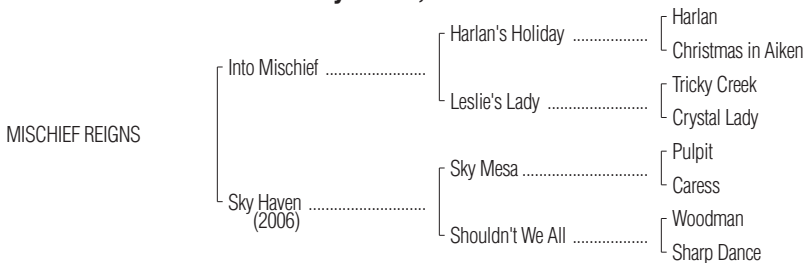 Harlan
Harlan's Holiday ..................
Christmas in Aiken
Into Mischief ........................
Tricky Creek
Leslie's Lady ........................
Crystal Lady
MISCHIEF REIGNS
Pulpit
Sky Mesa ..............................
Caress
Sky Haven ............................
(2006)
Woodman
Shouldn't We All ..................
Sharp Dance